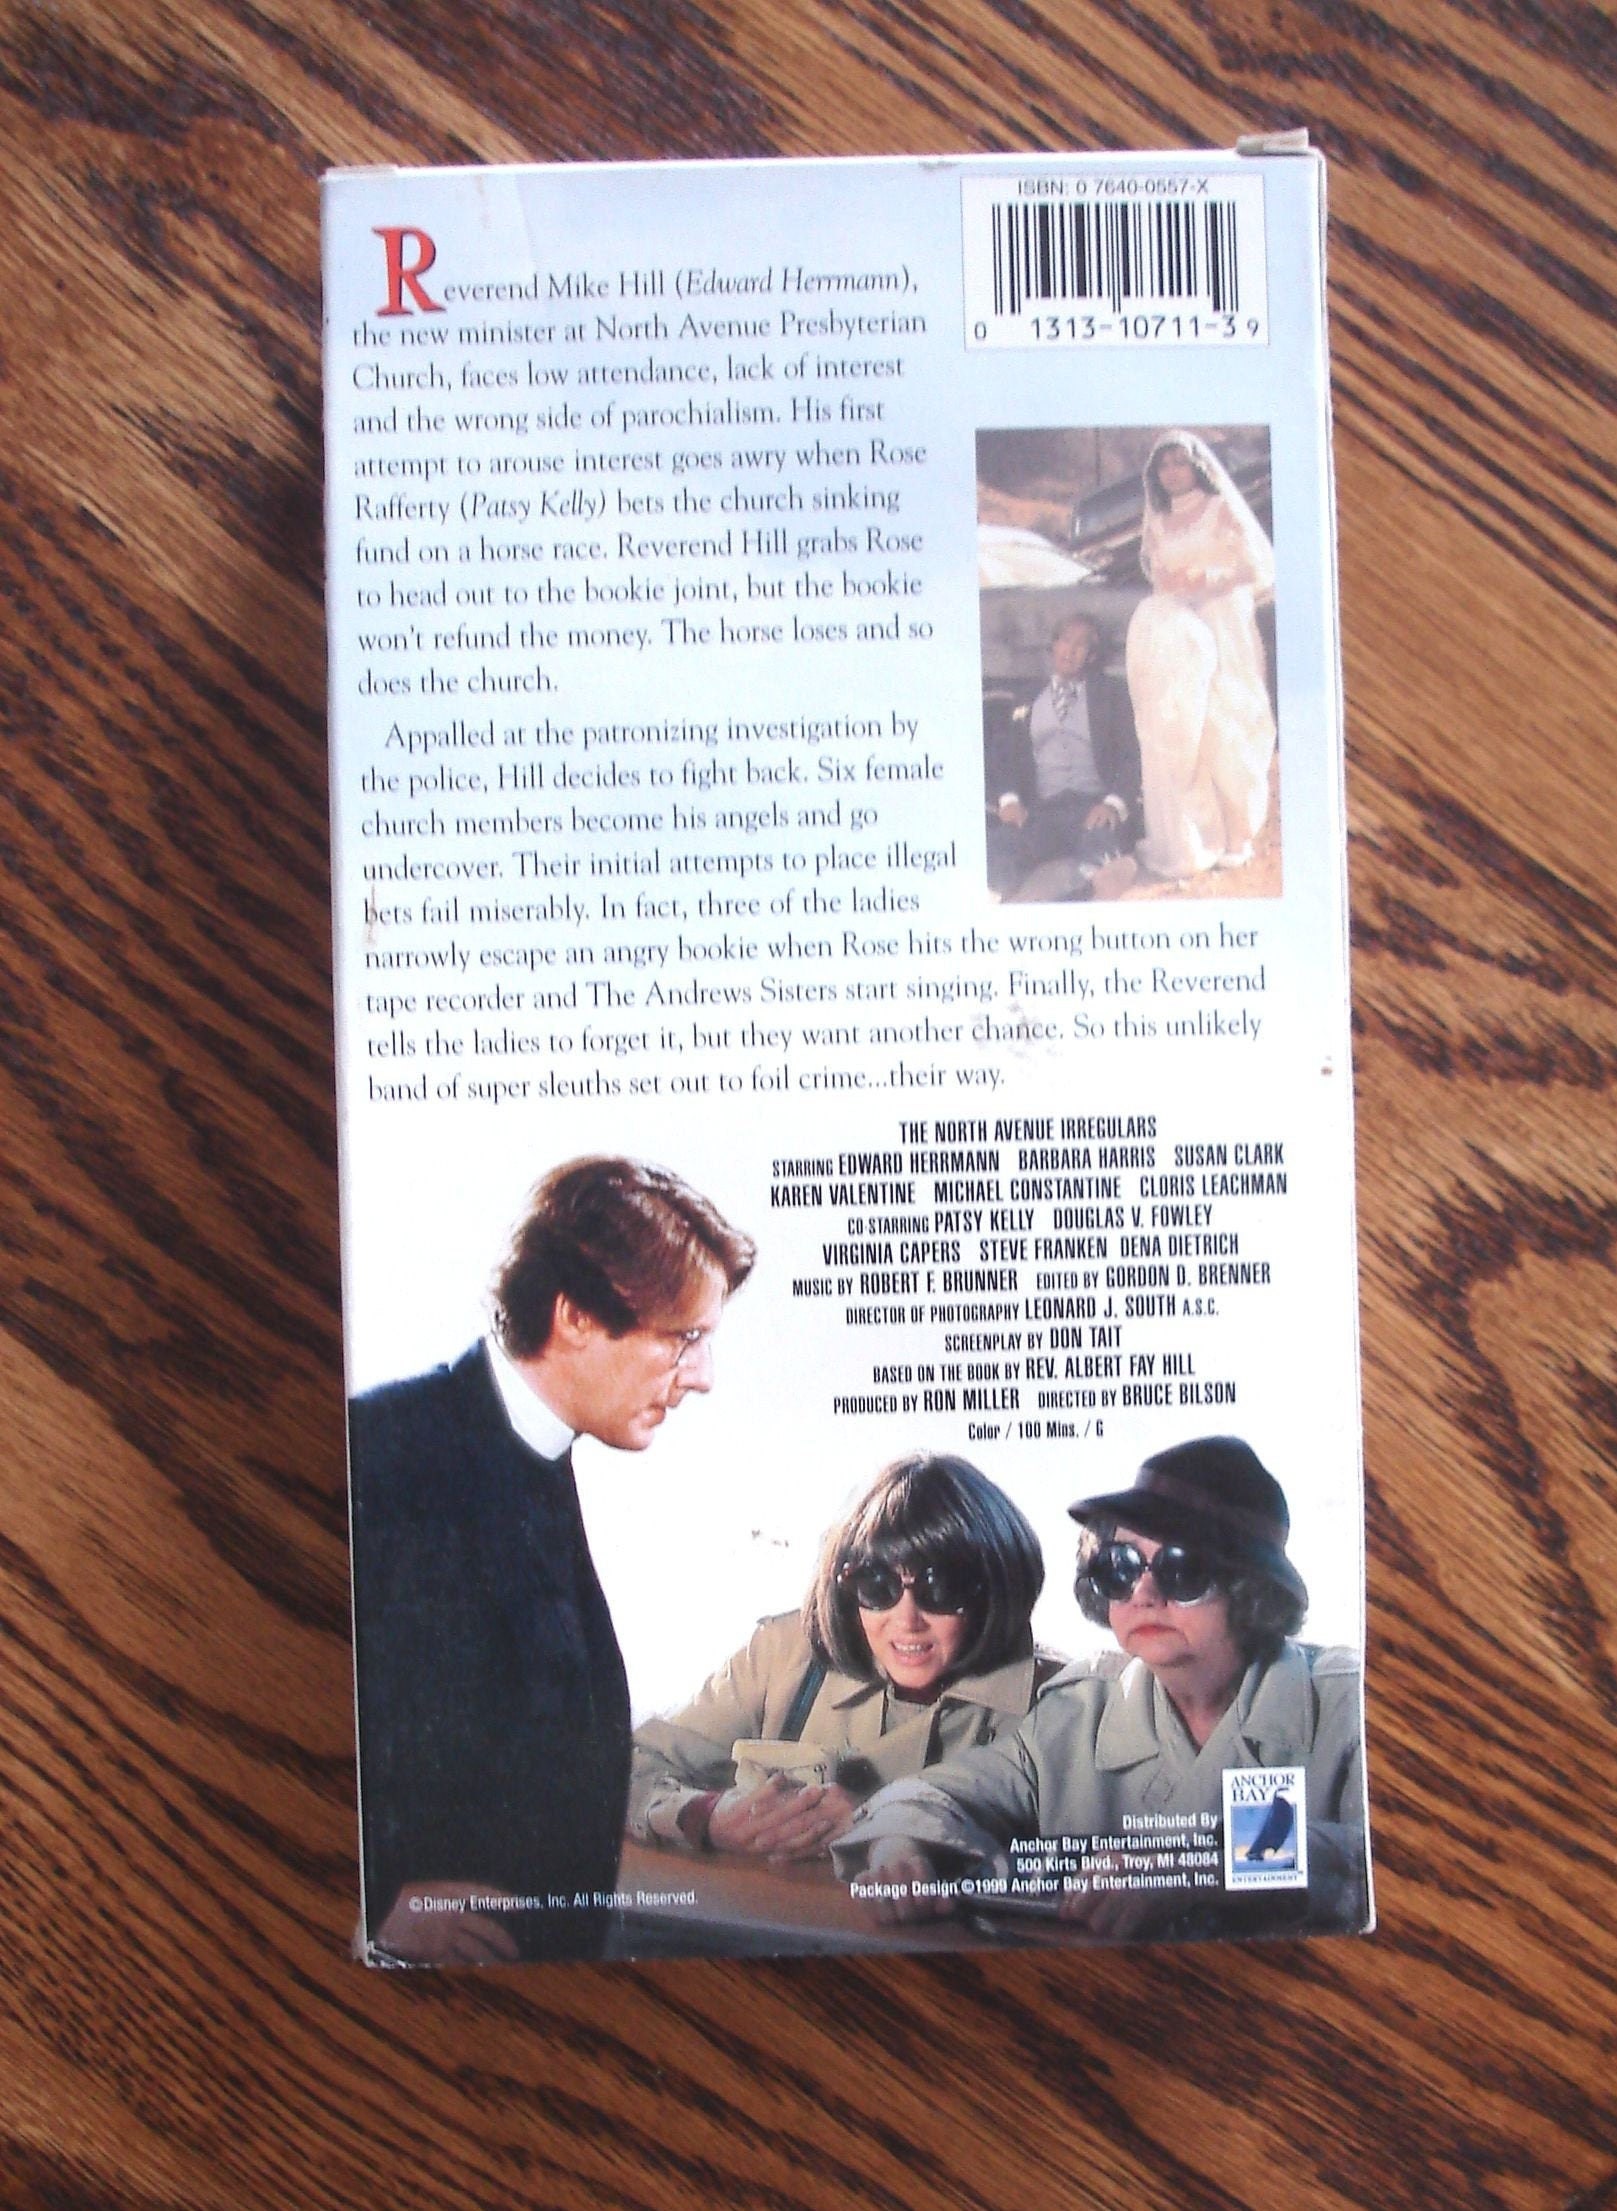 ISBN: 0 7640-0557-X
0 1313-10711-3 9
Reverend Mike Hill (Edward Herrmann),
the new minister at North Avenue Presbyterian
Church, faces low attendance, lack of interest
and the wrong side of parochialism. His first
attempt to arouse interest goes awry when Rose
Rafferty (Patsy Kelly) bets the church sinking
fund on a horse race. Reverend Hill grabs Rose
to head out to the bookie joint, but the bookie
won't refund the money. The horse loses and so
does the church.
Appalled at the patronizing investigation by
the police, Hill decides to fight back. Six female
church members become his angels and go
undercover. Their initial attempts to place illegal
bets fail miserably. In fact, three of the ladies
narrowly escape an angry bookie when Rose hits the wrong button on her
tape recorder and The Andrews Sisters start singing. Finally, the Reverend
tells the ladies to forget it, but they want another chance. So this unlikely
band of super sleuths set out to foil crime...their way.
THE NORTH AVENUE IRREGULARS
STARRING EDWARD HERRMANN BARBARA HARRIS SUSAN CLARK
KAREN VALENTINE MICHAEL CONSTANTINE CLORIS LEACHMAN
CO-STARRING PATSY KELLY DOUGLAS V. FOWLEY
VIRGINIA CAPERS STEVE FRANKEN DENA DIETRICH
MUSIC BY ROBERT F. BRUNNER EDITED BY GORDON D. BRENNER
DIRECTOR OF PHOTOGRAPHY LEONARD J. SOUTH A.S.C.
SCREENPLAY BY DON TAIT
BASED ON THE BOOK BY REV. ALBERT FAY HILL
PRODUCED BY RON MILLER DIRECTED BY BRUCE BILSON
Color / 100 Mins. / G
ANCHOR
BAY
ENTERTAINMENT
Distributed By
Anchor Bay Entertainment, Inc.
500 Kirts Blvd., Troy, MI 48084
Package Design ©1999 Anchor Bay Entertainment, Inc.
©Disney Enterprises, Inc. All Rights Reserved.